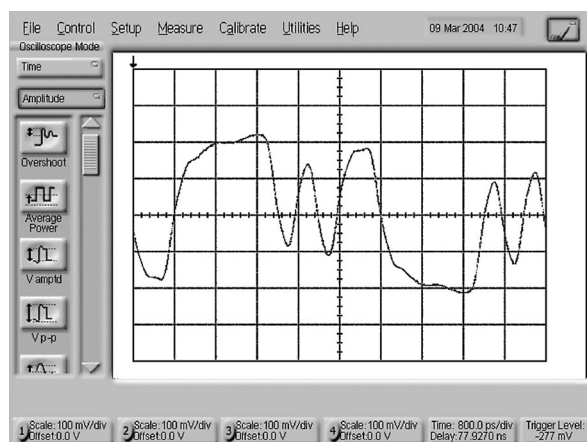 File Control Setup Measure Calibrate Utilities Help
09 Mar 2004 10:47
Oscilloscope Mode
Time
Amplitude
Overshoot
Average
Power
V amptd
V p-p
1 Scale: 100 mV/div
Offset:0.0 V
2 Scale: 100 mV/div
Offset:0.0 V
3 Scale: 100 mV/div
Offset:0.0 V
4 Scale: 100 mV/div
Offset:0.0 V
Time: 800.0 ps/div
Delay:77.9270 ns
Trigger Level
-277 mV